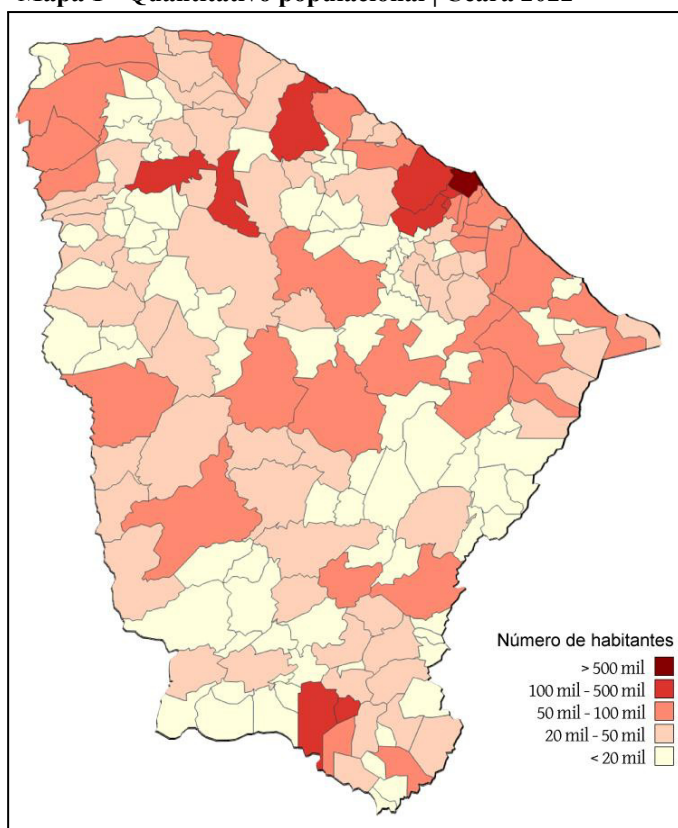 Mapa 1 - Quantitativo populacional | Ceará 2022
Número de habitantes
> 500 mil
100 mil - 500 mil
50 mil - 100 mil
20 mil - 50 mil
< 20 mil